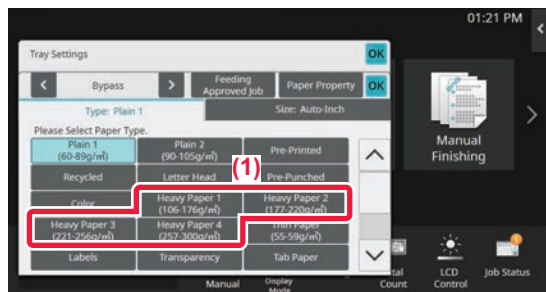 01:21 PM
Tray Settings
OK
Bypass
Feeding
Approved Job
Paper Property
OK
Type: Plain 1
Size: Auto-Inch
Please Select Paper Type.
Plain 1
(60-89g/㎡)
Plain 2
(90-105g/㎡)
Pre-Printed
Recycled
Letter Head
Pre-Punched
(1)
Color
Heavy Paper 1
(106-176g/㎡)
Heavy Paper 2
(177-220g/㎡)
Heavy Paper 3
(221-256g/㎡)
Heavy Paper 4
(257-300g/㎡)
Thin Paper
(55-59g/㎡)
Labels
Transparency
Tab Paper
Manual
Finishing
Manual
Display
Mode
Count
LCD
Control
Job Status